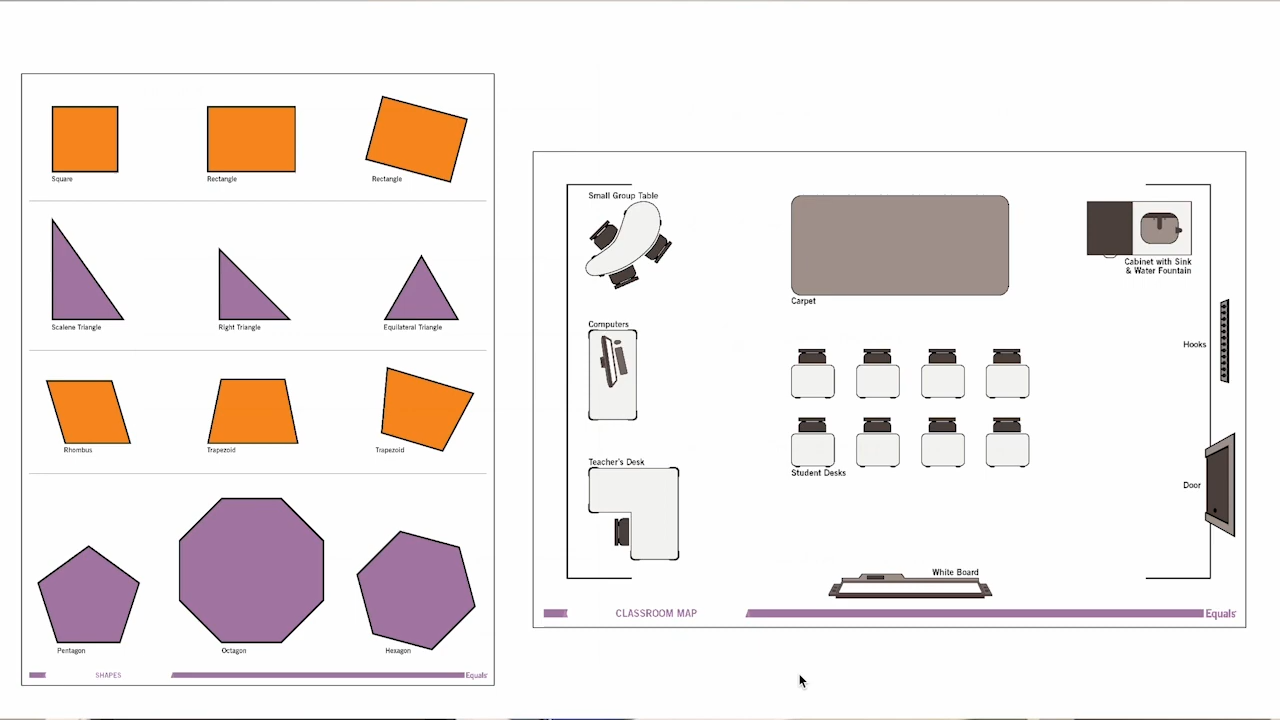 Square
Rectangle
Rectangle
Scalene Triangle
Right Triangle
Equilateral Triangle
Rhombus
Trapezoid
Trapezoid
Pentagon
Octagon
Hexagon
SHAPES
Equals
Small Group Table
Carpet
Cabinet with Sink
& Water Fountain
Computers
Hooks
Teacher's Desk
Student Desks
Door
White Board
CLASSROOM MAP
Equals